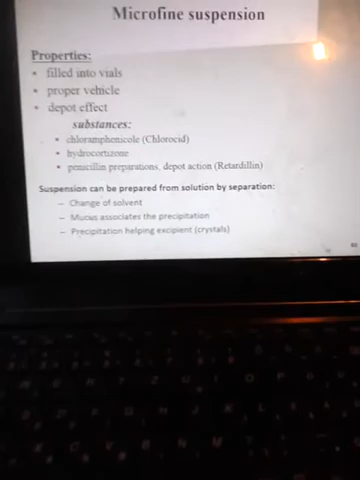 Microfine suspension
Properties:
• filled into vials
• proper vehicle
• depot effect
substances:
• chloramphenicole (Chlorocid)
• hydrocortizone
• penicillin preparations, depot action (Retardillin)
Suspension can be prepared from solution by separation:
– Change of solvent
– Mucus associates the precipitation
– Precipitation helping excipient (crystals)